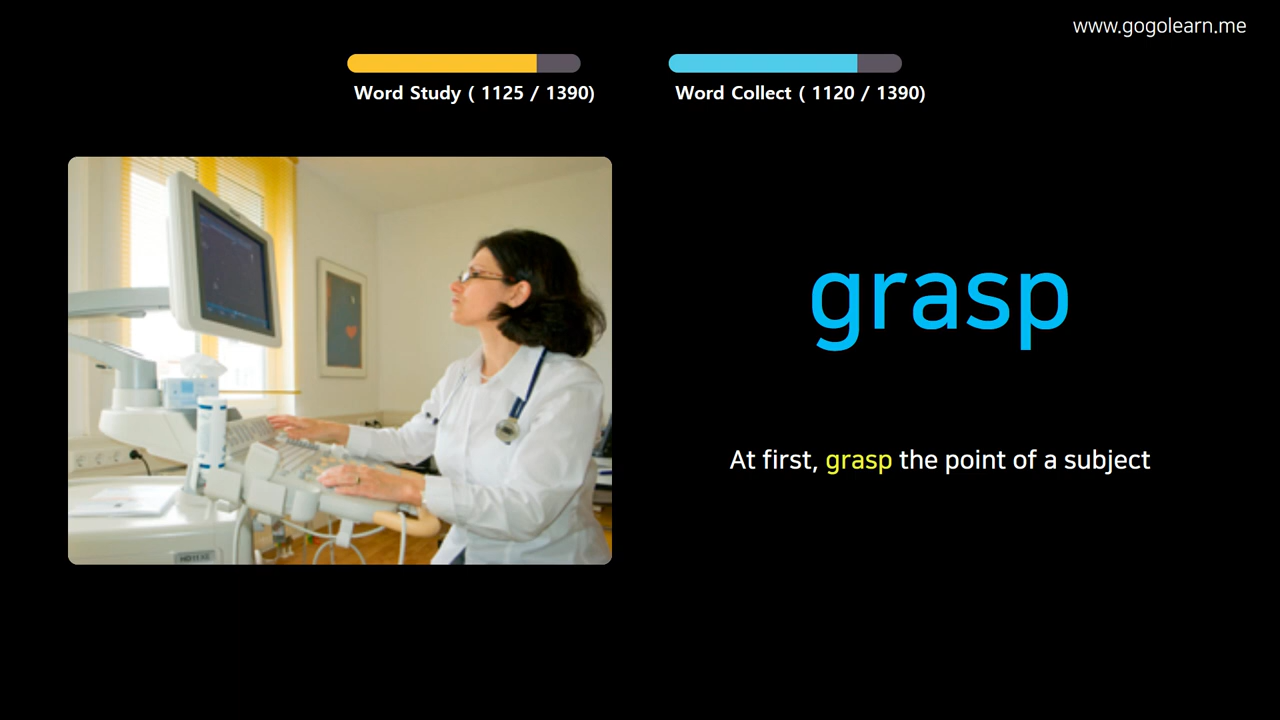 www.gogolearn.me
Word Study ( 1125 / 1390)
Word Collect ( 1120 / 1390)
grasp
At first, grasp the point of a subject